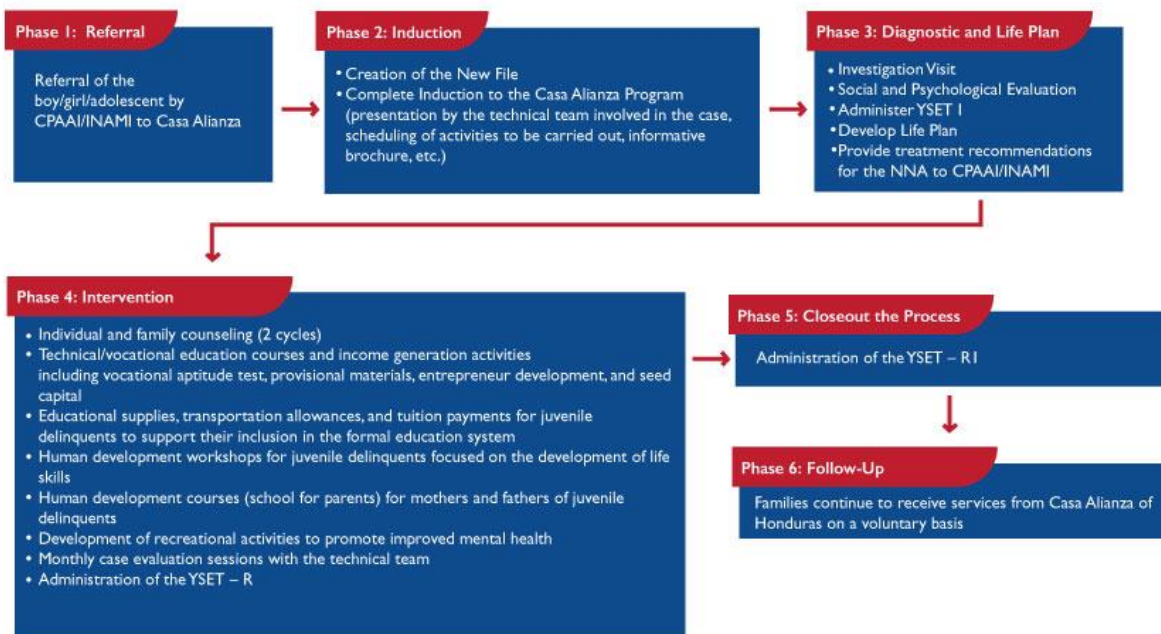 Phase 1: Referral
Referral of the
boy/girl/adolescent by
CPAAI/INAMI to Casa Alianza
Phase 2: Induction
• Creation of the New File
• Complete Induction to the Casa Alianza Program
(presentation by the technical team involved in the case,
scheduling of activities to be carried out, informative
brochure, etc.)
Phase 3: Diagnostic and Life Plan
• Investigation Visit
• Social and Psychological Evaluation
• Administer YSET I
• Develop Life Plan
• Provide treatment recommendations
for the NNA to CPAAI/INAMI
Phase 4: Intervention
• Individual and family counseling (2 cycles)
• Technical/vocational education courses and income generation activities
including vocational aptitude test, provisional materials, entrepreneur development, and seed
capital
• Educational supplies, transportation allowances, and tuition payments for juvenile
delinquents to support their inclusion in the formal education system
• Human development workshops for juvenile delinquents focused on the development of life
skills
• Human development courses (school for parents) for mothers and fathers of juvenile
delinquents
• Development of recreational activities to promote improved mental health
• Monthly case evaluation sessions with the technical team
• Administration of the YSET – R
Phase 5: Closeout the Process
Administration of the YSET – R1
Phase 6: Follow-Up
Families continue to receive services from Casa Alianza of
Honduras on a voluntary basis